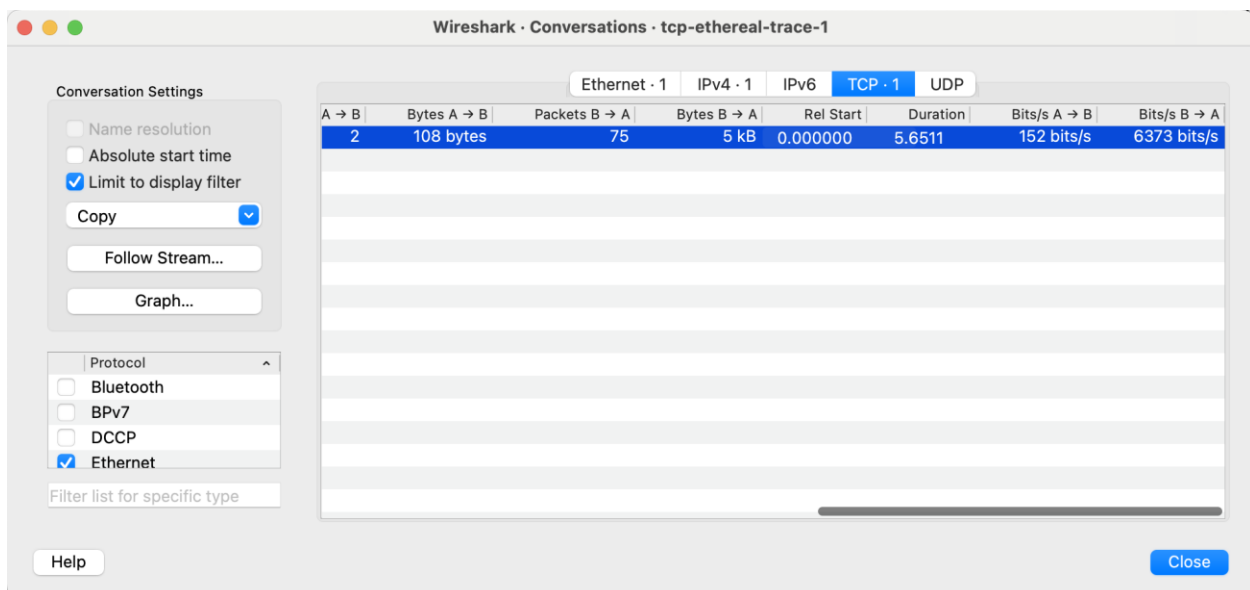 Wireshark · Conversations · tcp-ethereal-trace-1
Conversation Settings
Name resolution
Absolute start time
Limit to display filter
Copy
Follow Stream...
Graph...
Protocol
Bluetooth
BPv7
DCCP
Ethernet
Filter list for specific type
Ethernet · 1 IPv4 · 1 IPv6 TCP · 1 UDP
A → B Bytes A → B Packets B → A Bytes B → A Rel Start Duration Bits/s A → B Bits/s B → A
2 108 bytes 75 5 kB 0.000000 5.6511 152 bits/s 6373 bits/s
Help
Close